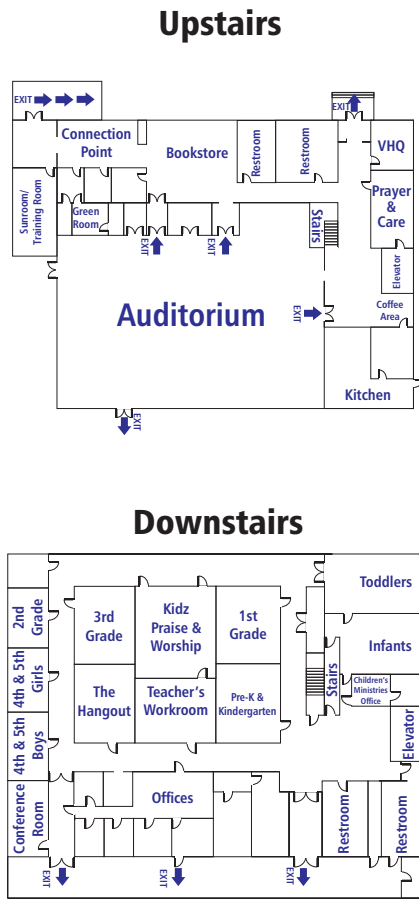 Upstairs
EXIT
EXIT
Connection
Point
Bookstore
Restroom
Restroom
VHQ
Sunroom/
Training Room
Green
Room
Prayer
&
Care
Stairs
EXIT
EXIT
Elevator
Auditorium
EXIT
Coffee
Area
Kitchen
EXIT
Downstairs
2nd
Grade
3rd
Grade
Kidz
Praise &
Worship
1st
Grade
Toddlers
4th & 5th
Girls
Stairs
Infants
The
Hangout
Teacher's
Workroom
Pre-K &
Kindergarten
Children's
Ministries
Office
4th & 5th
Boys
Elevator
Conference
Room
Offices
Restroom
Restroom
EXIT
EXIT
EXIT